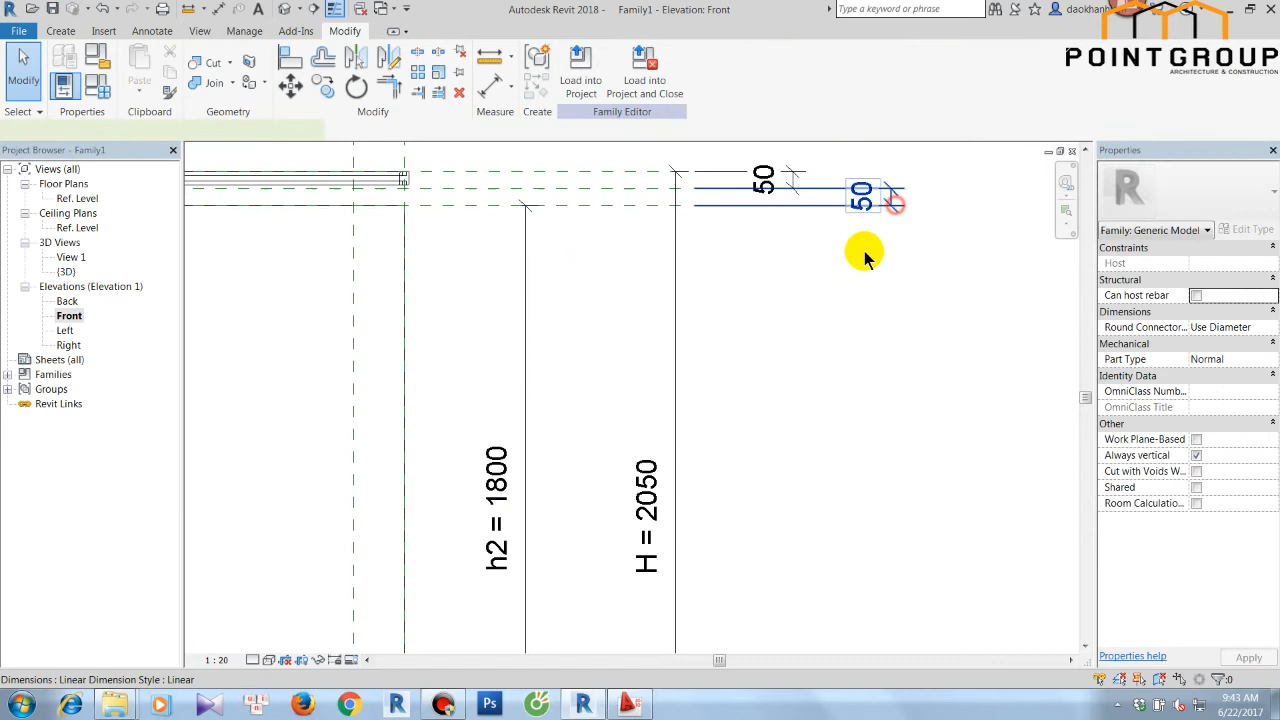 Autodesk Revit 2018 - Family1 - Elevation: Front
Type a keyword or phrase
daokhanh
File Create Insert Annotate View Manage Add-Ins Modify
POINTGROUP
ARCHITECTURE & CONSTRUCTION
Modify
Paste
Cut
Join
Load into
Project
Load into
Project and Close
Select
Properties
Clipboard
Geometry
Modify
Measure
Create
Family Editor
Project Browser - Family1
Views (all)
Floor Plans
Ref. Level
Ceiling Plans
Ref. Level
3D Views
View 1
{3D}
Elevations (Elevation 1)
Back
Front
Left
Right
Sheets (all)
Families
Groups
Revit Links
50
50
h2 = 1800
H = 2050
Properties
R
Family: Generic Model
Edit Type
Constraints
Host
Structural
Can host rebar
Dimensions
Round Connector... Use Diameter
Mechanical
Part Type Normal
Identity Data
OmniClass Numb...
OmniClass Title
Other
Work Plane-Based
Always vertical
Cut with Voids W...
Shared
Room Calculatio...
Properties help
Apply
1 : 20
Dimensions : Linear Dimension Style : Linear
:0
Ps
9:43 AM
6/22/2017